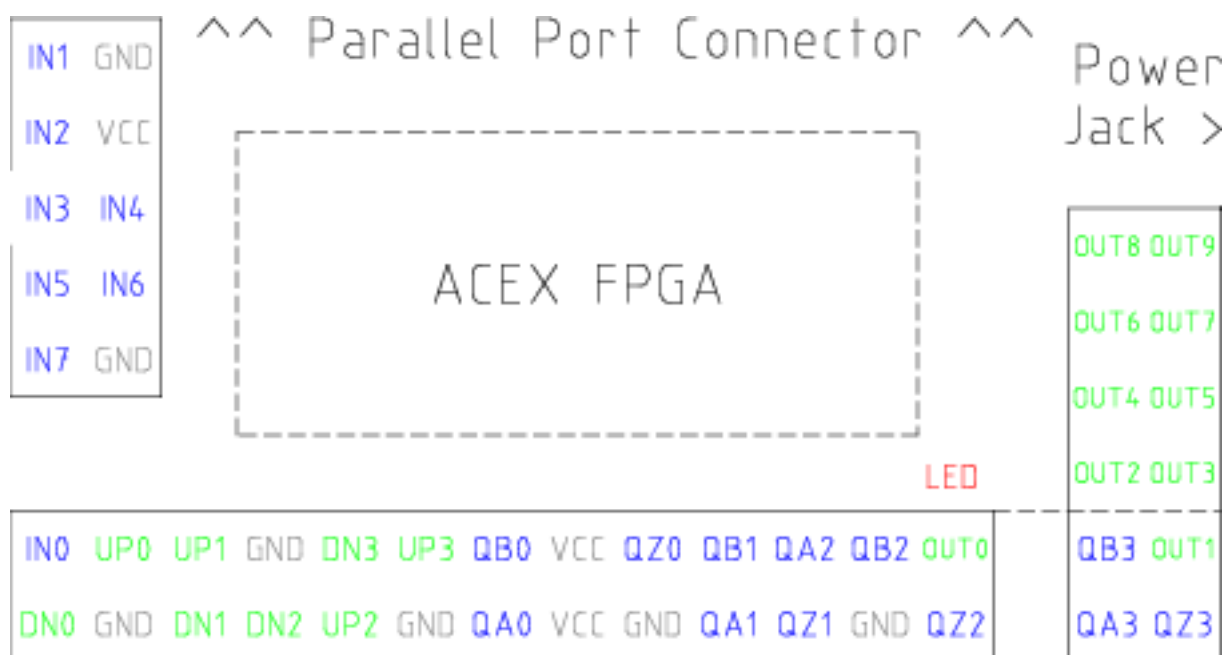 ^^ Parallel Port Connector ^^
Power
Jack >
IN1 GND
IN2 VCC
IN3 IN4
IN5 IN6
IN7 GND
ACEX FPGA
OUT8 OUT9
OUT6 OUT7
OUT4 OUT5
OUT2 OUT3
LED
IN0 UP0 UP1 GND DN3 UP3 QB0 VCC QZ0 QB1 QA2 QB2 OUT0
DN0 GND DN1 DN2 UP2 GND QA0 VCC GND QA1 QZ1 GND QZ2
QB3 OUT1
QA3 QZ3